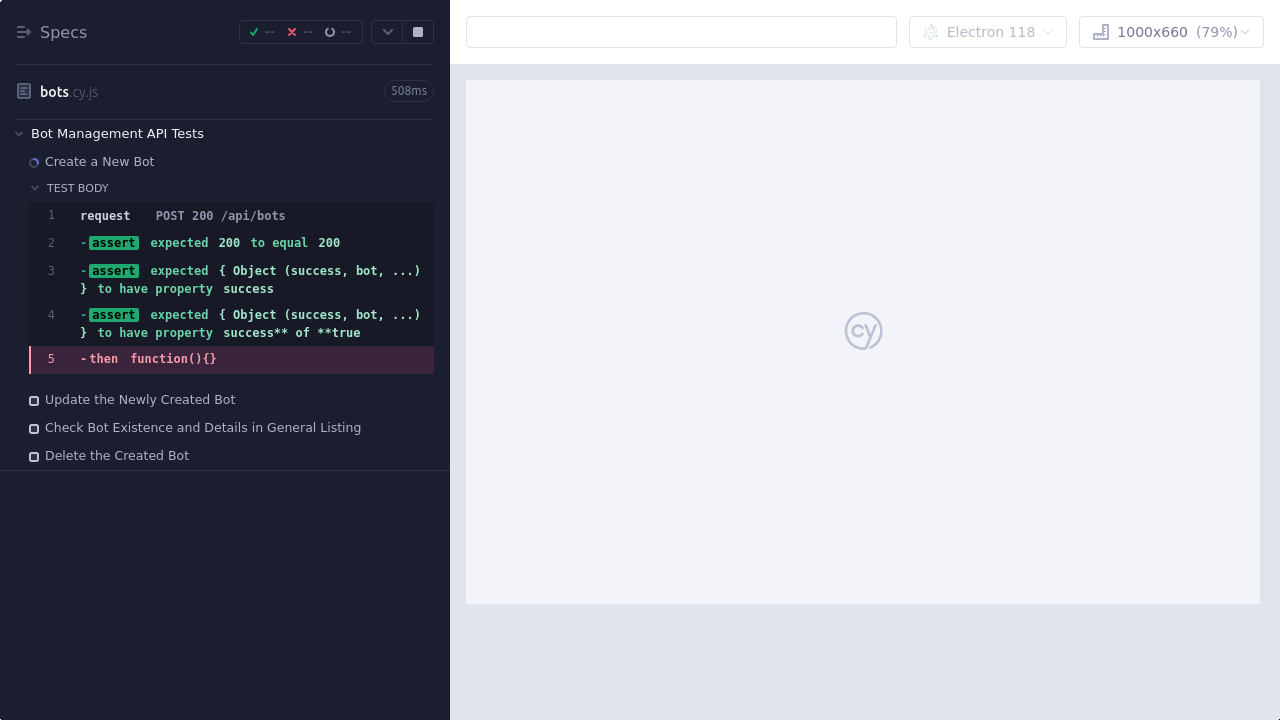 Specs
--
--
--
Electron 118
1000x660 (79%)
bots.cy.js
508ms
Bot Management API Tests
Create a New Bot
TEST BODY
1 request POST 200 /api/bots
2 -assert expected 200 to equal 200
3 -assert expected { Object (success, bot, ...)
} to have property success
4 -assert expected { Object (success, bot, ...)
} to have property success** of **true
5 -then function(){}
Update the Newly Created Bot
Check Bot Existence and Details in General Listing
Delete the Created Bot
cy